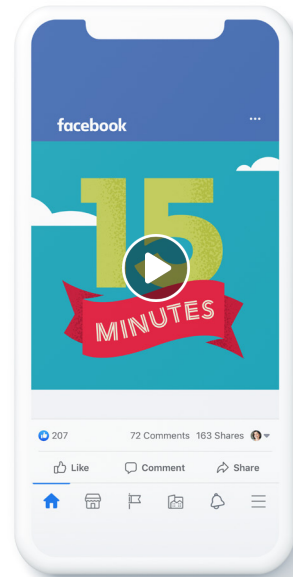 facebook
...
15
MINUTES
207 72 Comments 163 Shares
Like Comment Share